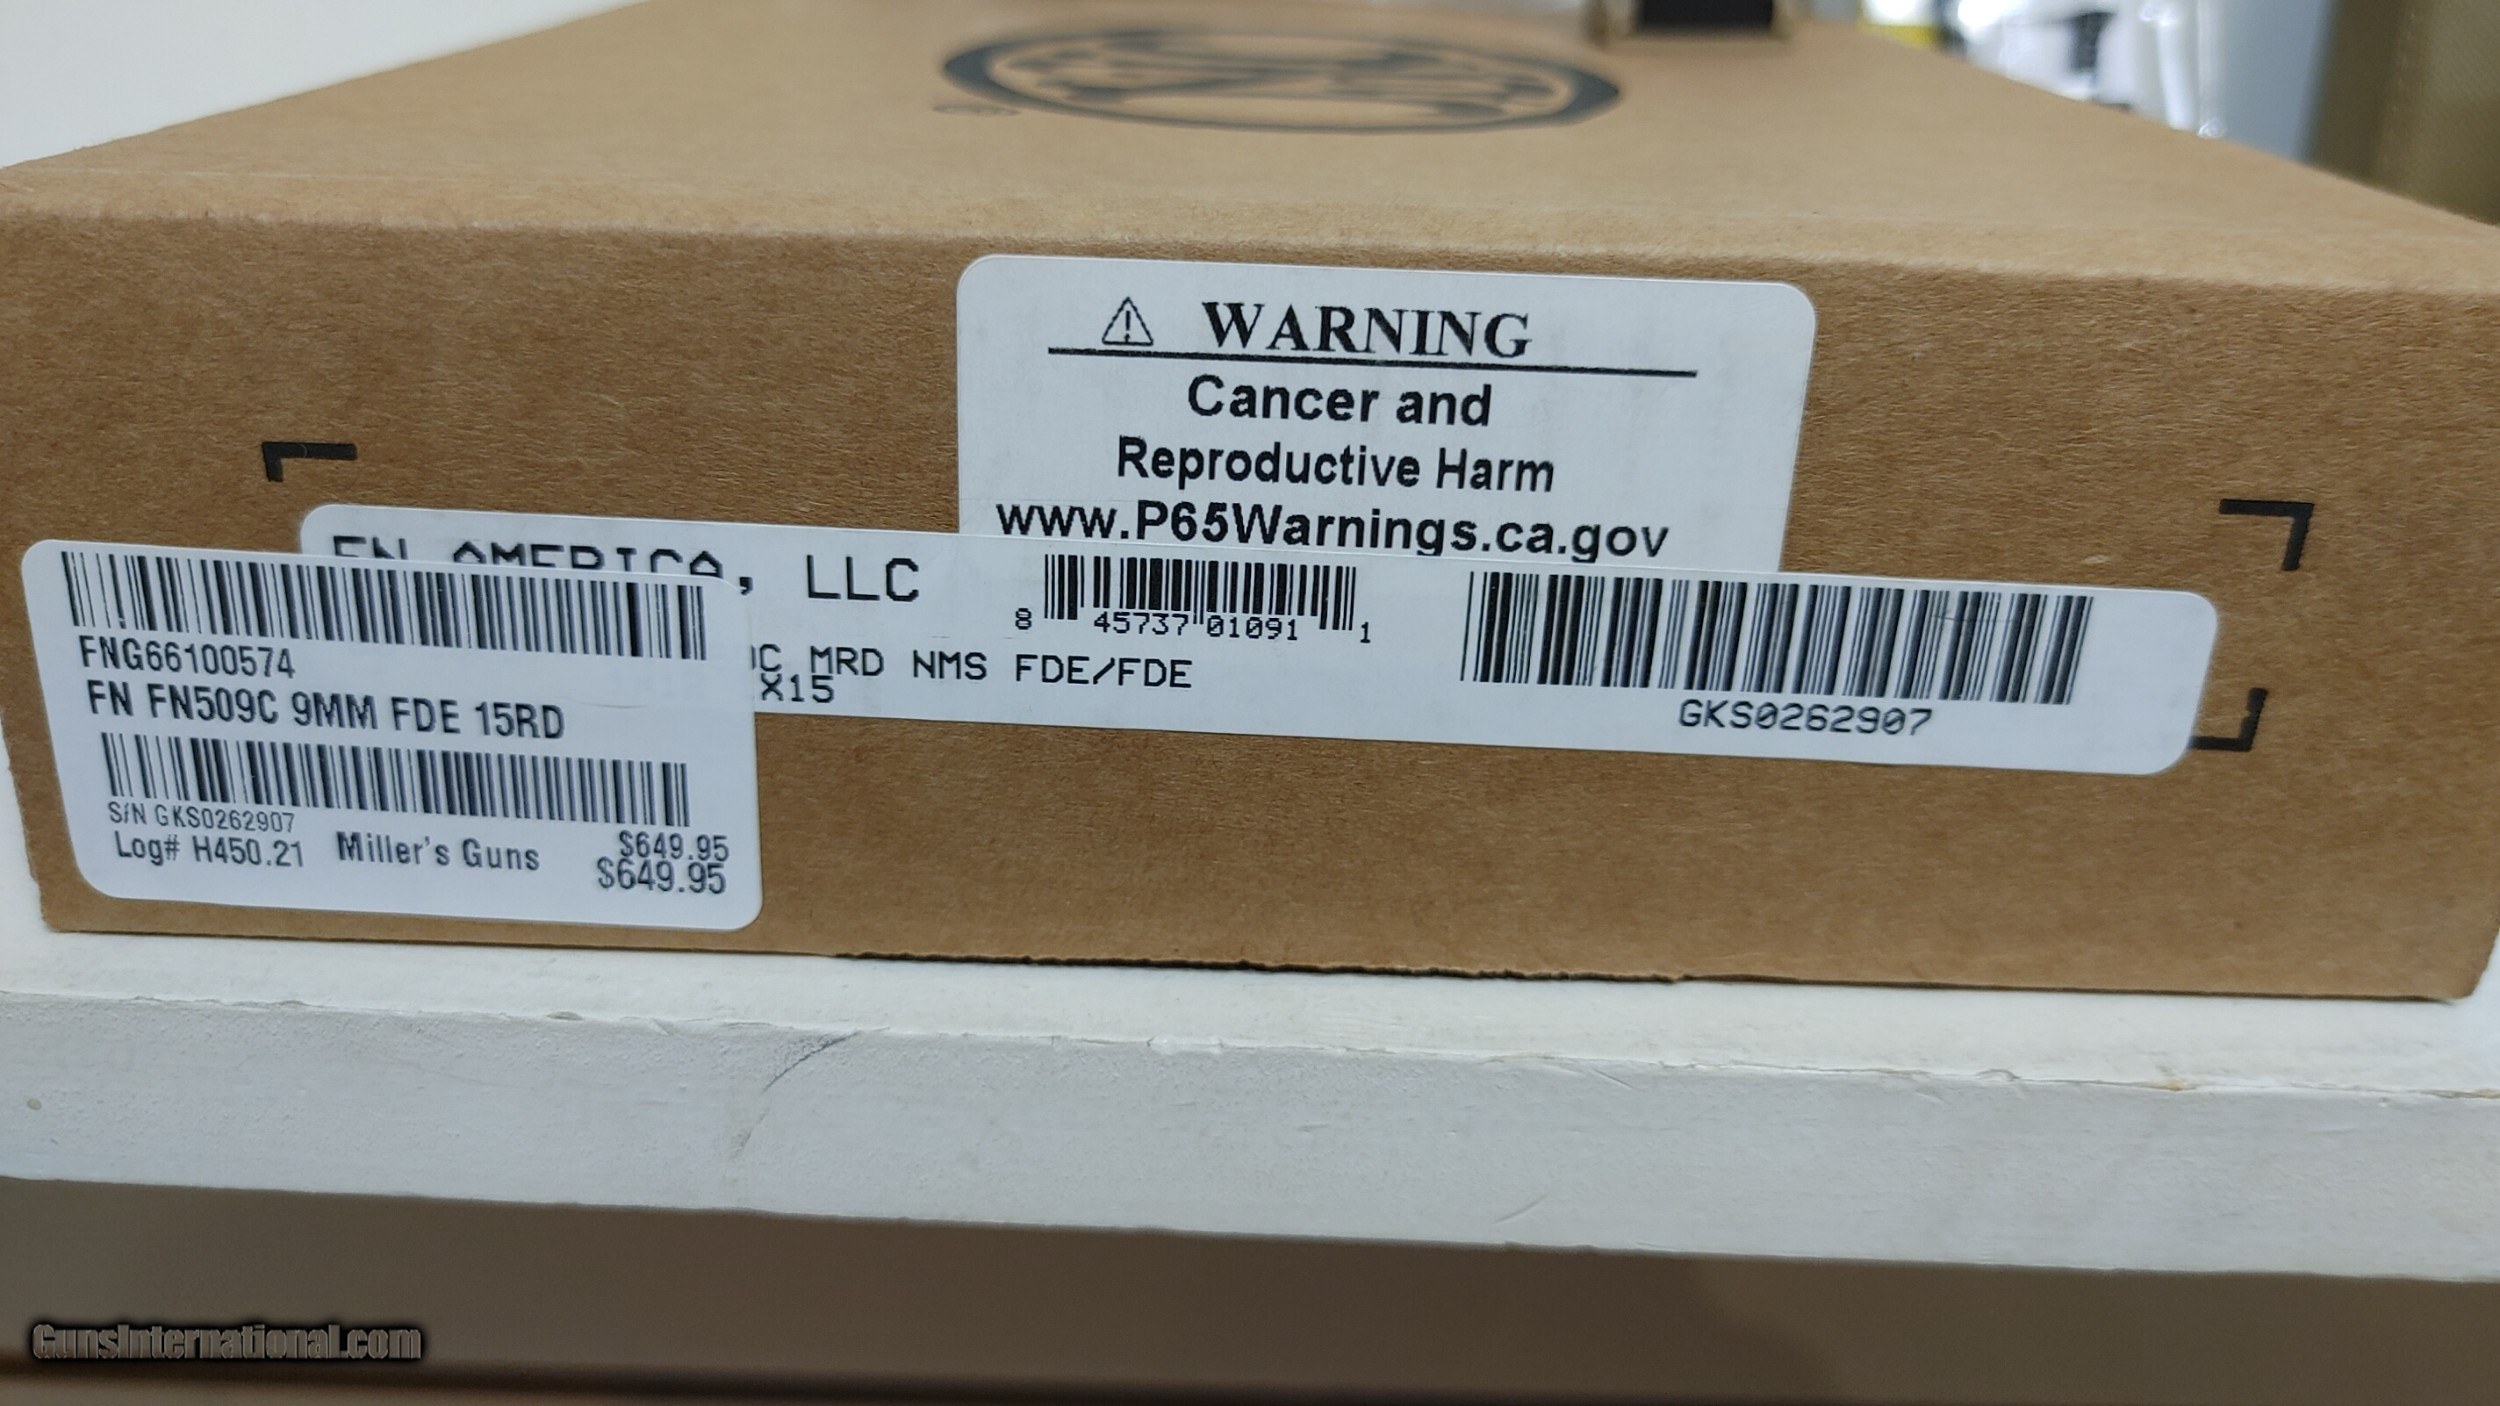 ®
⚠ WARNING
Cancer and
Reproductive Harm
www.P65Warnings.ca.gov
FN AMERICA, LLC
8 45737 01091 1
C MRD NMS FDE/FDE
X15
GKS0262907
FNG66100574
FN FN509C 9MM FDE 15RD
S/N GKS0262907
Log# H450.21 Miller's Guns $649.95
$649.95
GunsInternational.com